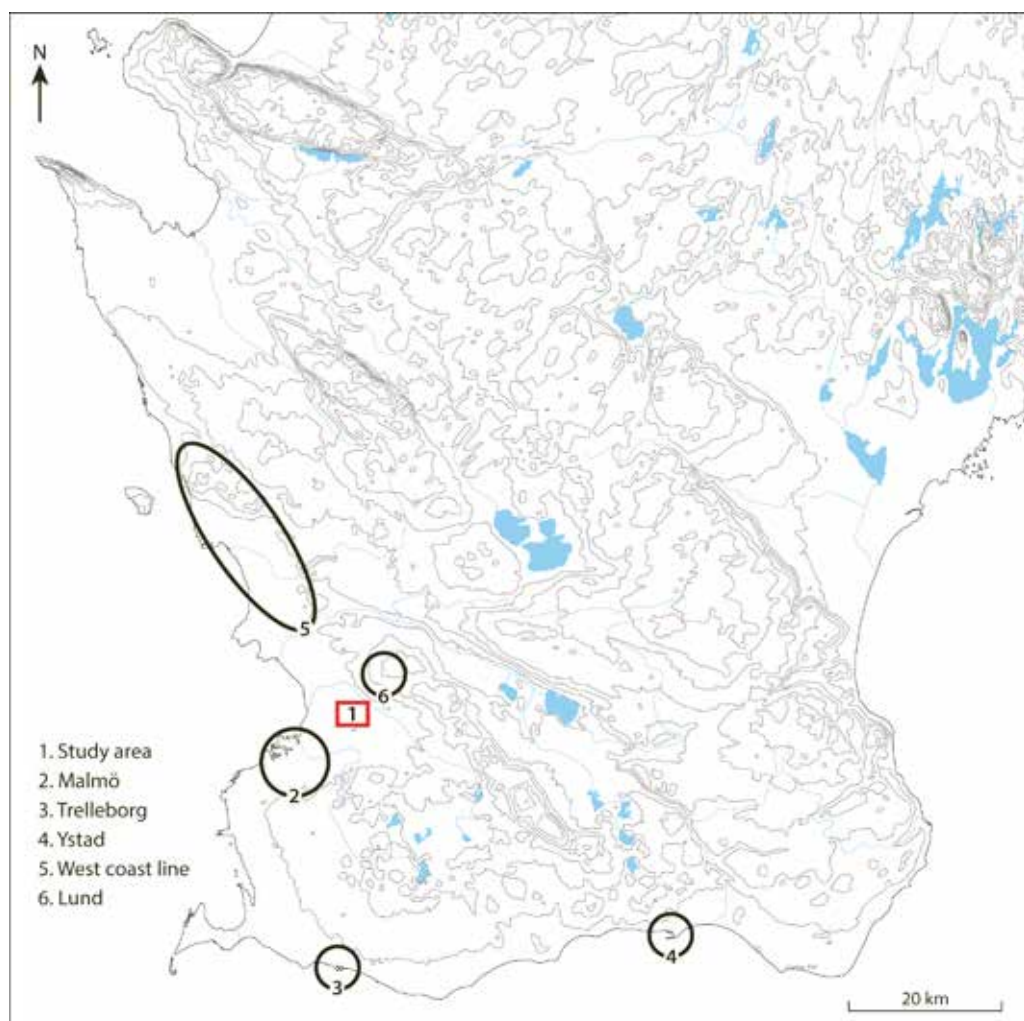 N
5
6
1
2
1. Study area
2. Malmö
3. Trelleborg
4. Ystad
5. West coast line
6. Lund
3
4
20 km